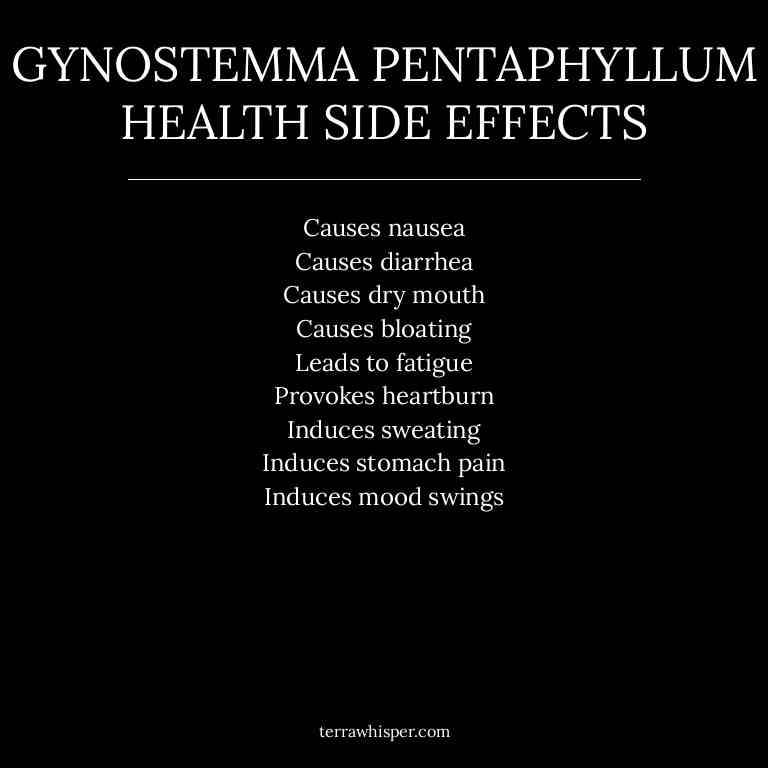 GYNOSTEMMA PENTAPHYLLUM
HEALTH SIDE EFFECTS
Causes nausea
Causes diarrhea
Causes dry mouth
Causes bloating
Leads to fatigue
Provokes heartburn
Induces sweating
Induces stomach pain
Induces mood swings
terrawhisper.com